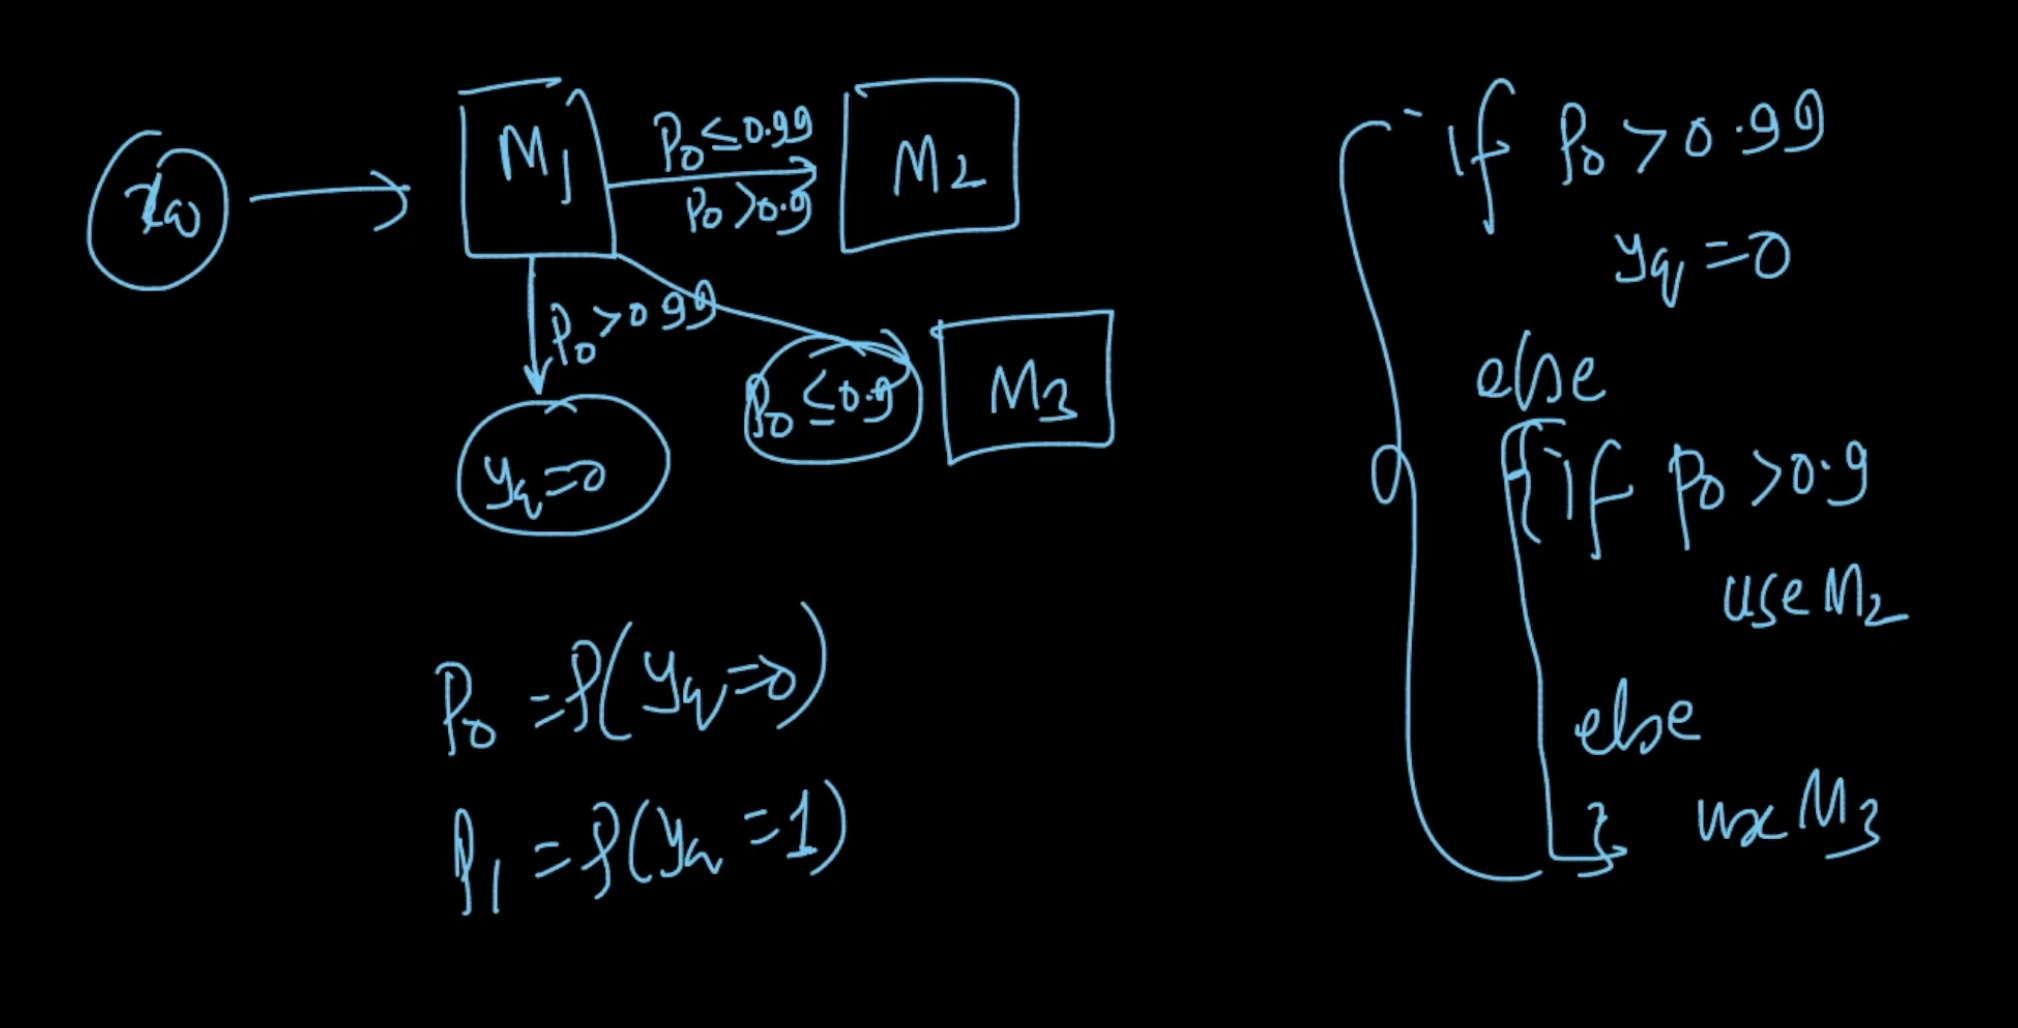 x_q
M_1
P_0 ≤ 0.99
P_0 > 0.9
M_2
P_0 > 0.99
P_0 ≤ 0.9
M_3
y_q = 0
P_0 = P(y_q = 0)
P_1 = P(y_q = 1)
if P_0 > 0.99
y_q = 0
else
{ if P_0 > 0.9
use M_2
else
use M_3
}